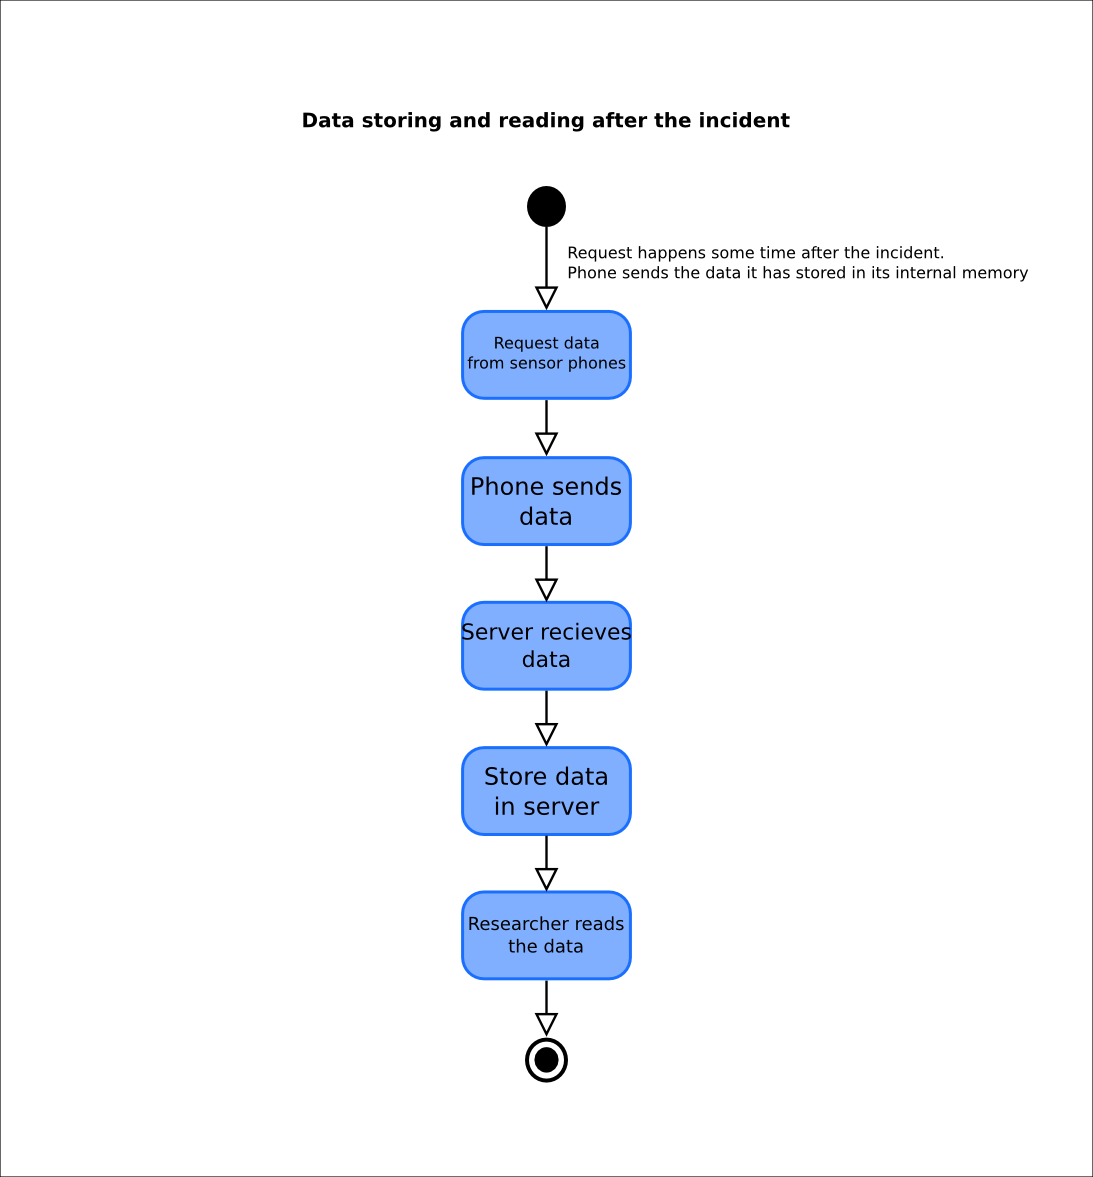 Data storing and reading after the incident
Request happens some time after the incident.
Phone sends the data it has stored in its internal memory
Request data
from sensor phones
Phone sends
data
Server recieves
data
Store data
in server
Researcher reads
the data